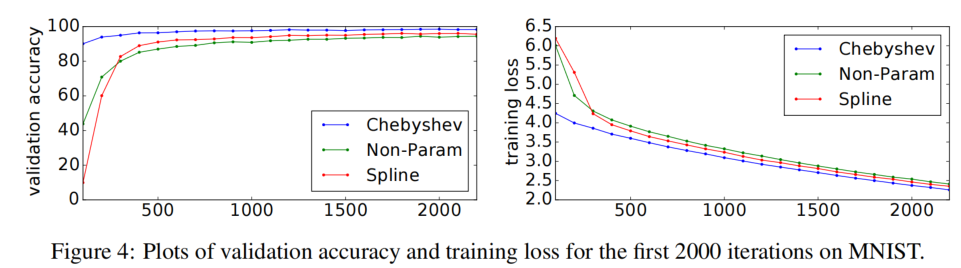 validation accuracy
100
80
60
40
20
0
Chebyshev
Non-Param
Spline
500 1000 1500 2000
training loss
6.5
6.0
5.5
5.0
4.5
4.0
3.5
3.0
2.5
2.0
Chebyshev
Non-Param
Spline
500 1000 1500 2000
Figure 4: Plots of validation accuracy and training loss for the first 2000 iterations on MNIST.